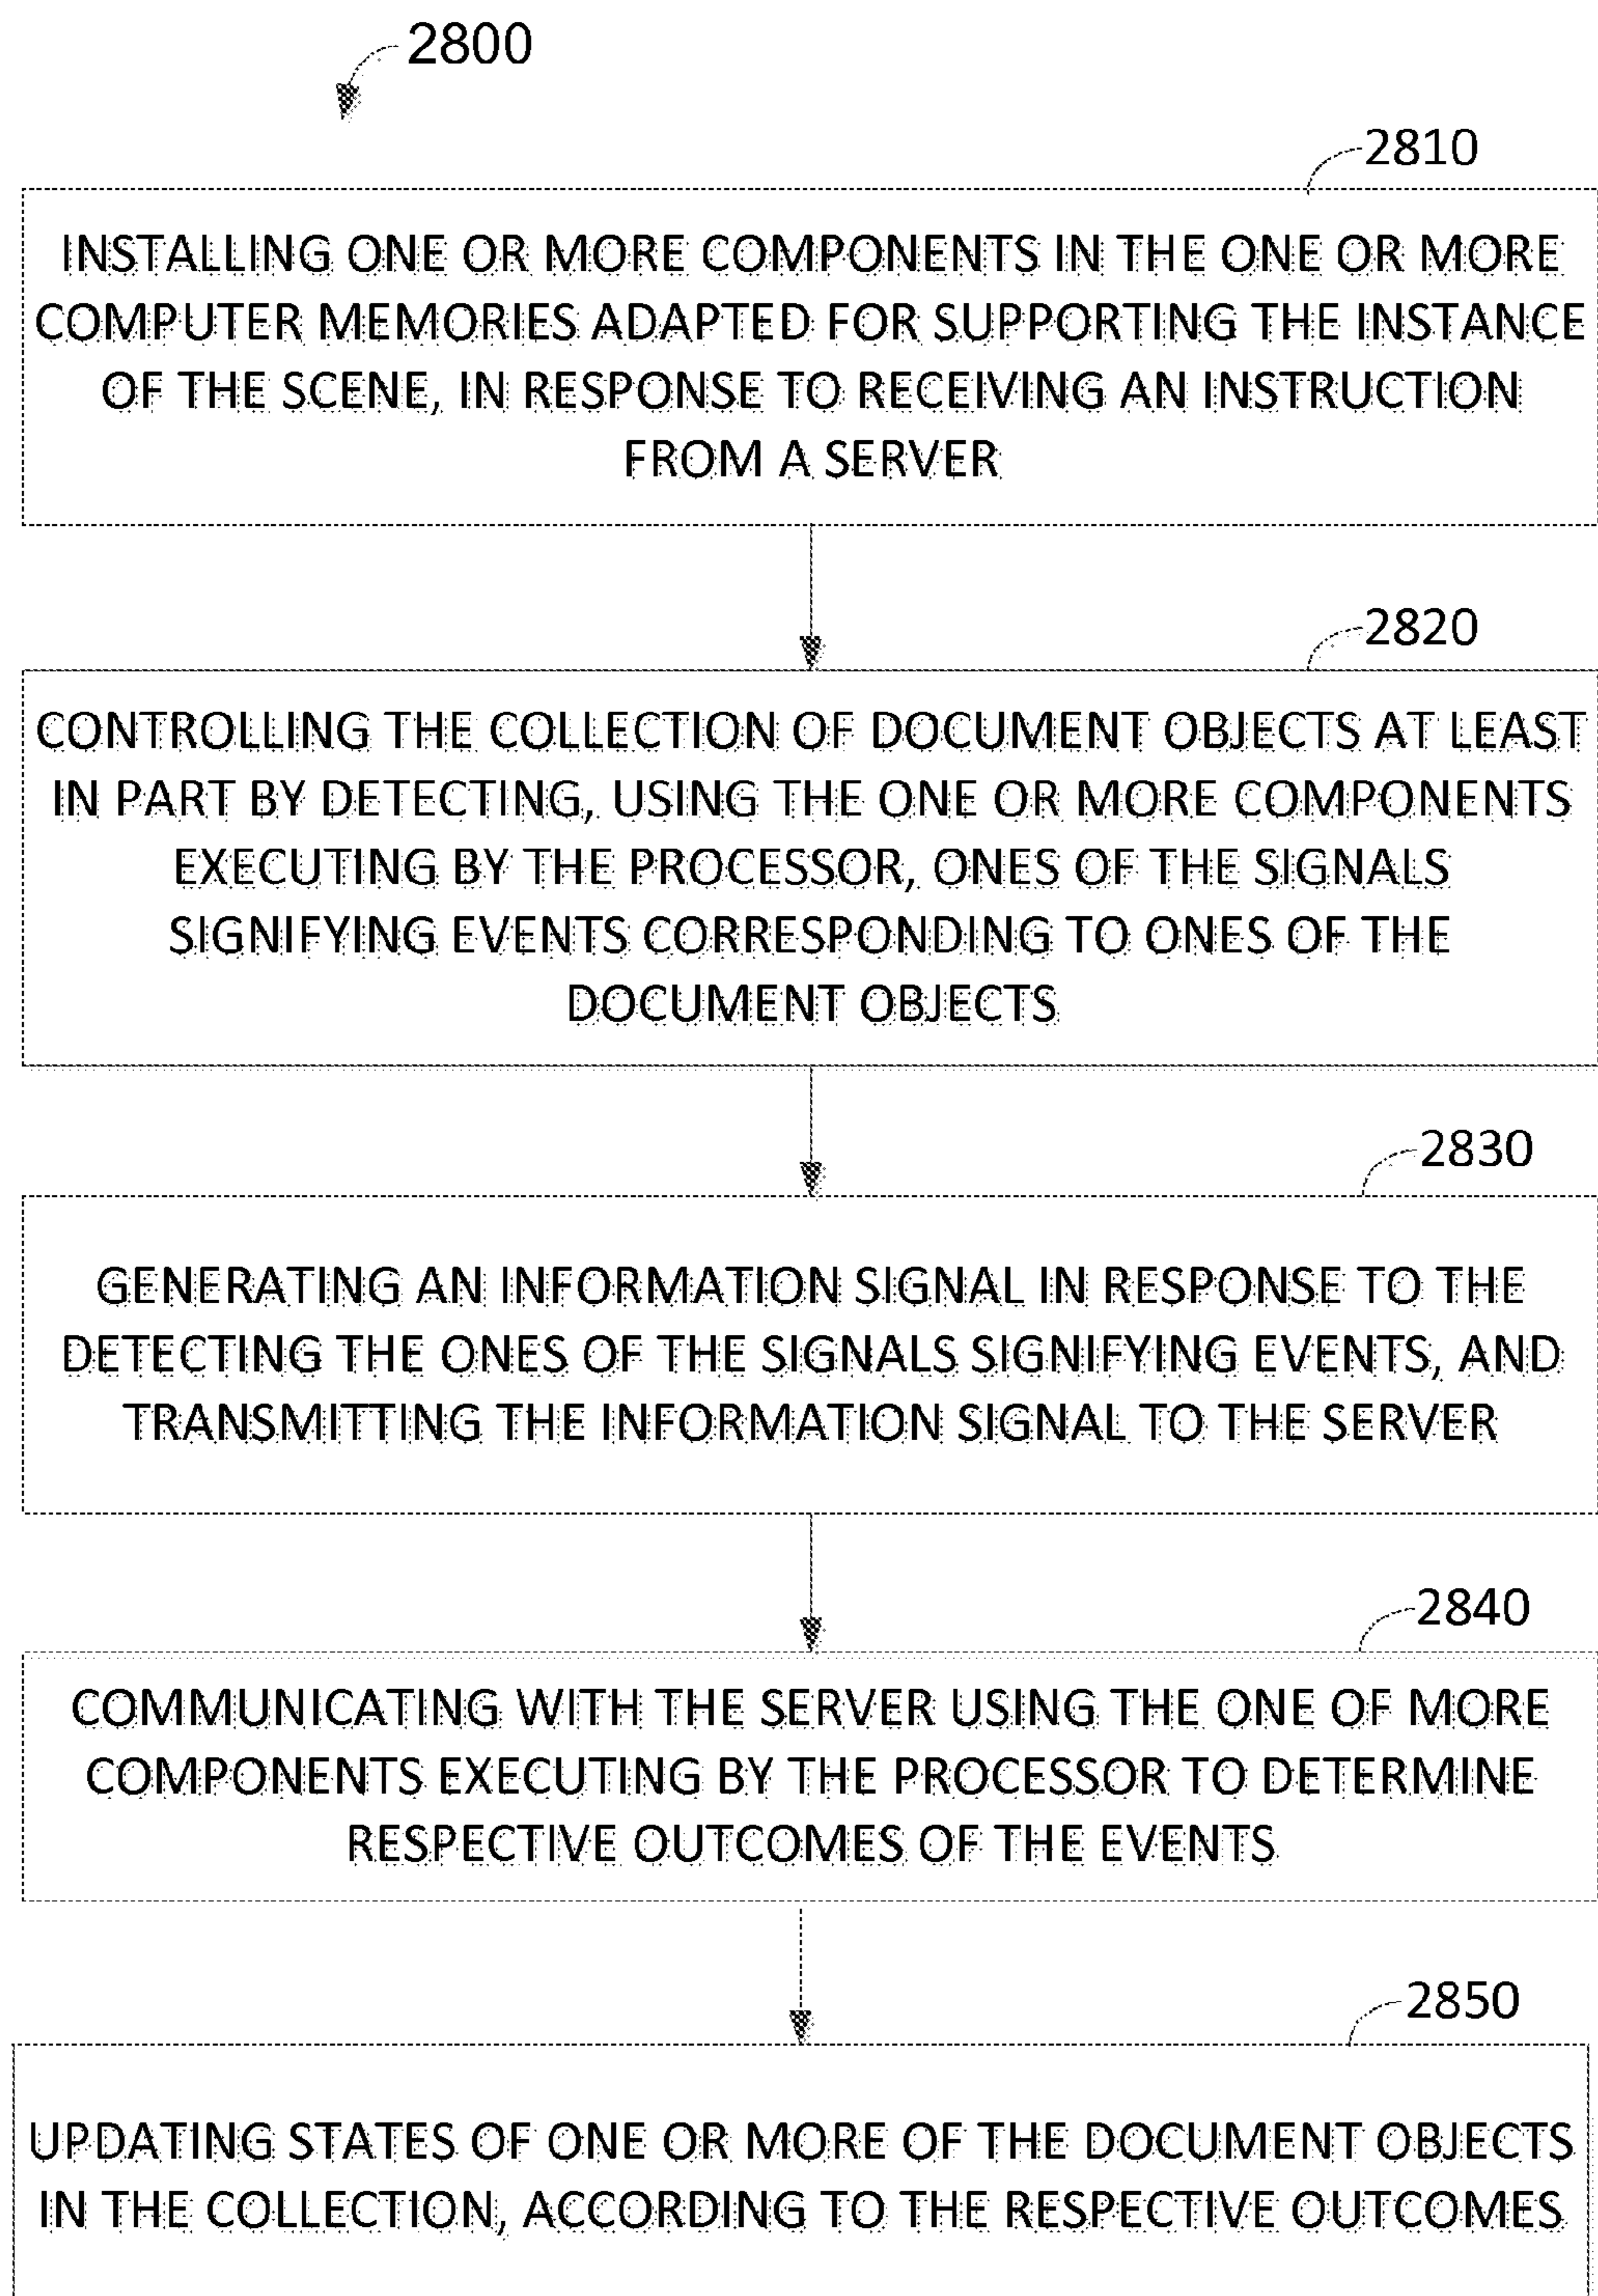 2800
2810
INSTALLING ONE OR MORE COMPONENTS IN THE ONE OR MORE
COMPUTER MEMORIES ADAPTED FOR SUPPORTING THE INSTANCE
OF THE SCENE, IN RESPONSE TO RECEIVING AN INSTRUCTION
FROM A SERVER
2820
CONTROLLING THE COLLECTION OF DOCUMENT OBJECTS AT LEAST
IN PART BY DETECTING, USING THE ONE OR MORE COMPONENTS
EXECUTING BY THE PROCESSOR, ONES OF THE SIGNALS
SIGNIFYING EVENTS CORRESPONDING TO ONES OF THE
DOCUMENT OBJECTS
2830
GENERATING AN INFORMATION SIGNAL IN RESPONSE TO THE
DETECTING THE ONES OF THE SIGNALS SIGNIFYING EVENTS, AND
TRANSMITTING THE INFORMATION SIGNAL TO THE SERVER
2840
COMMUNICATING WITH THE SERVER USING THE ONE OF MORE
COMPONENTS EXECUTING BY THE PROCESSOR TO DETERMINE
RESPECTIVE OUTCOMES OF THE EVENTS
2850
UPDATING STATES OF ONE OR MORE OF THE DOCUMENT OBJECTS
IN THE COLLECTION, ACCORDING TO THE RESPECTIVE OUTCOMES